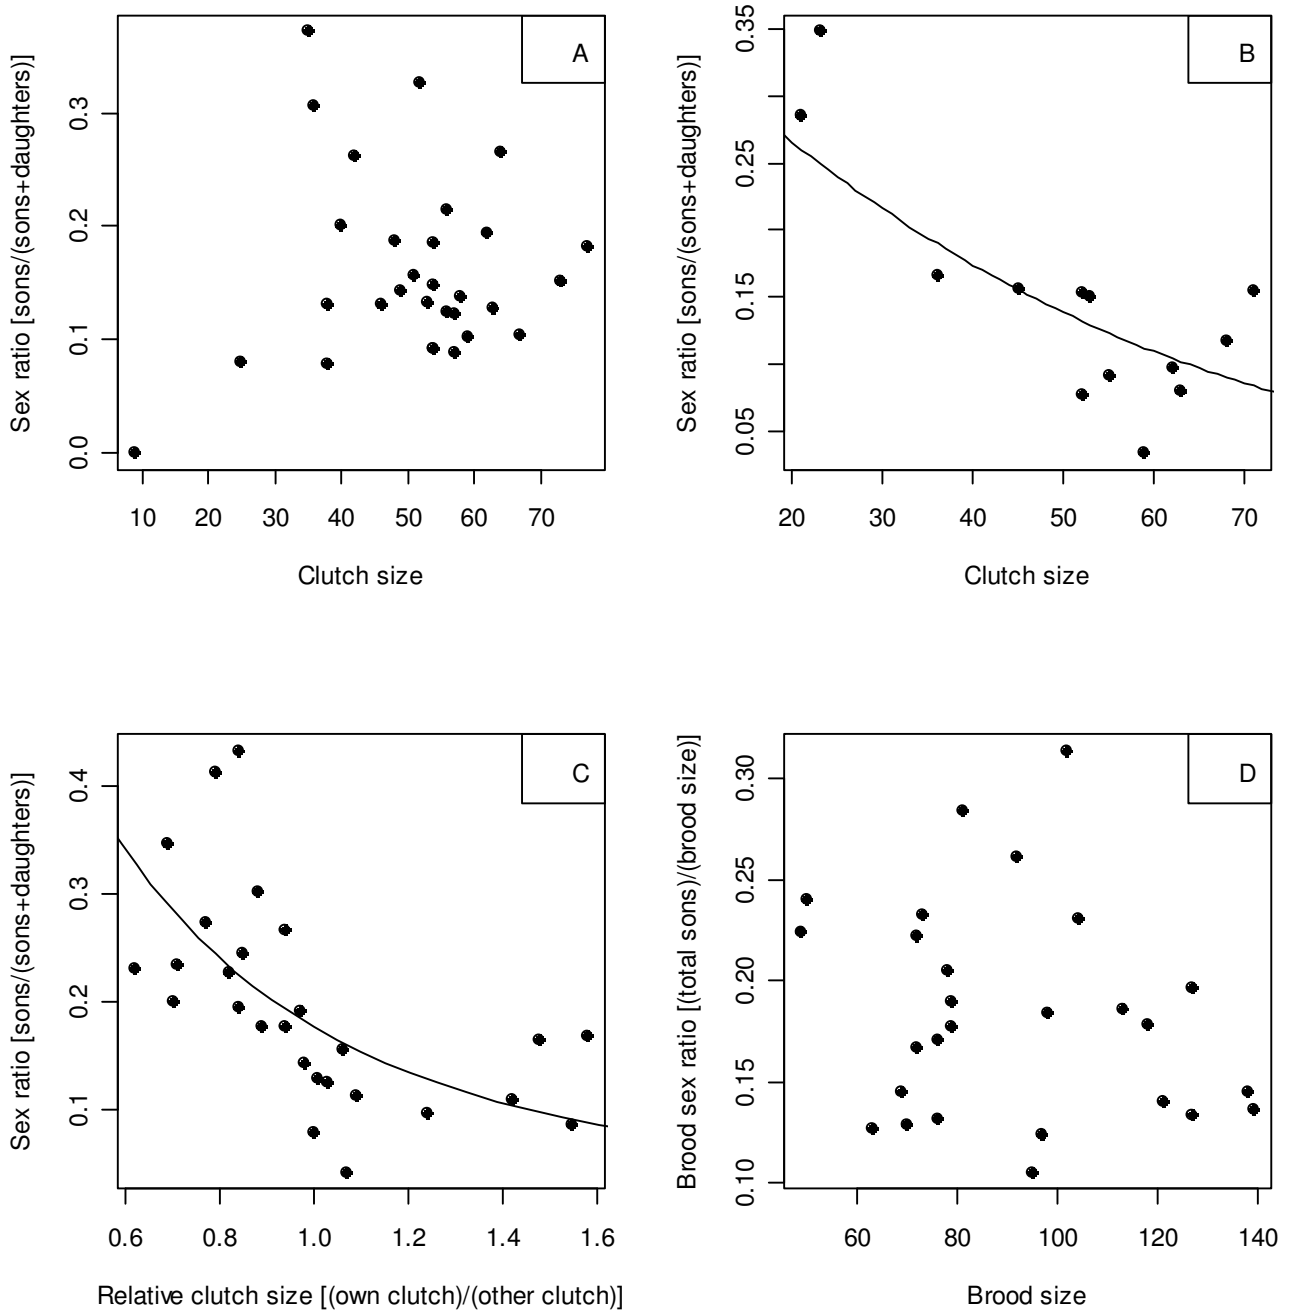 A
Sex ratio [sons/(sons+daughters)]
0.0 0.1 0.2 0.3
10 20 30 40 50 60 70
Clutch size
B
Sex ratio [sons/(sons+daughters)]
0.05 0.15 0.25 0.35
20 30 40 50 60 70
Clutch size
C
Sex ratio [sons/(sons+daughters)]
0.1 0.2 0.3 0.4
0.6 0.8 1.0 1.2 1.4 1.6
Relative clutch size [(own clutch)/(other clutch)]
D
Brood sex ratio [(total sons)/(brood size)]
0.10 0.15 0.20 0.25 0.30
60 80 100 120 140
Brood size